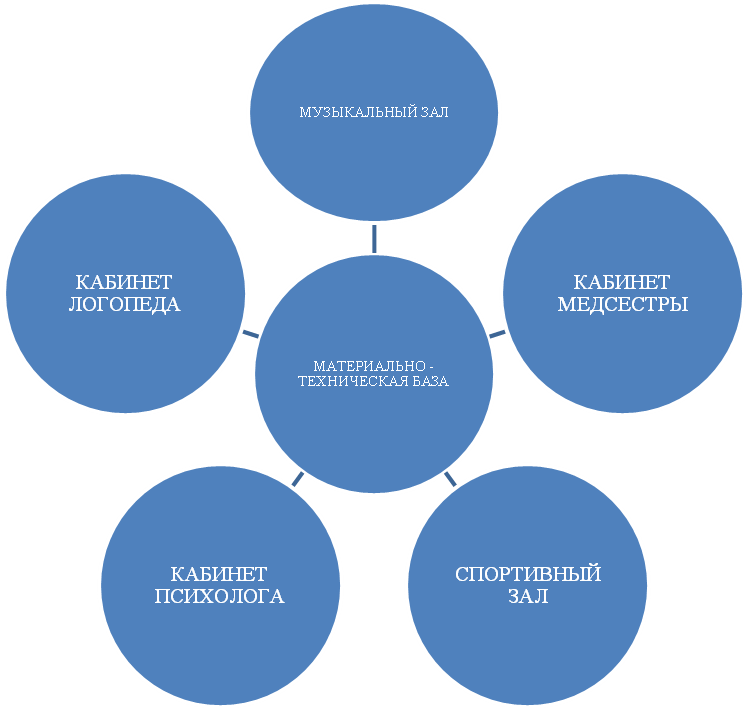 МУЗЫКАЛЬНЫЙ ЗАЛ
КАБИНЕТ
ЛОГОПЕДА
КАБИНЕТ
МЕДСЕСТРЫ
МАТЕРИАЛЬНО -
ТЕХНИЧЕСКАЯ БАЗА
КАБИНЕТ
ПСИХОЛОГА
СПОРТИВНЫЙ
ЗАЛ